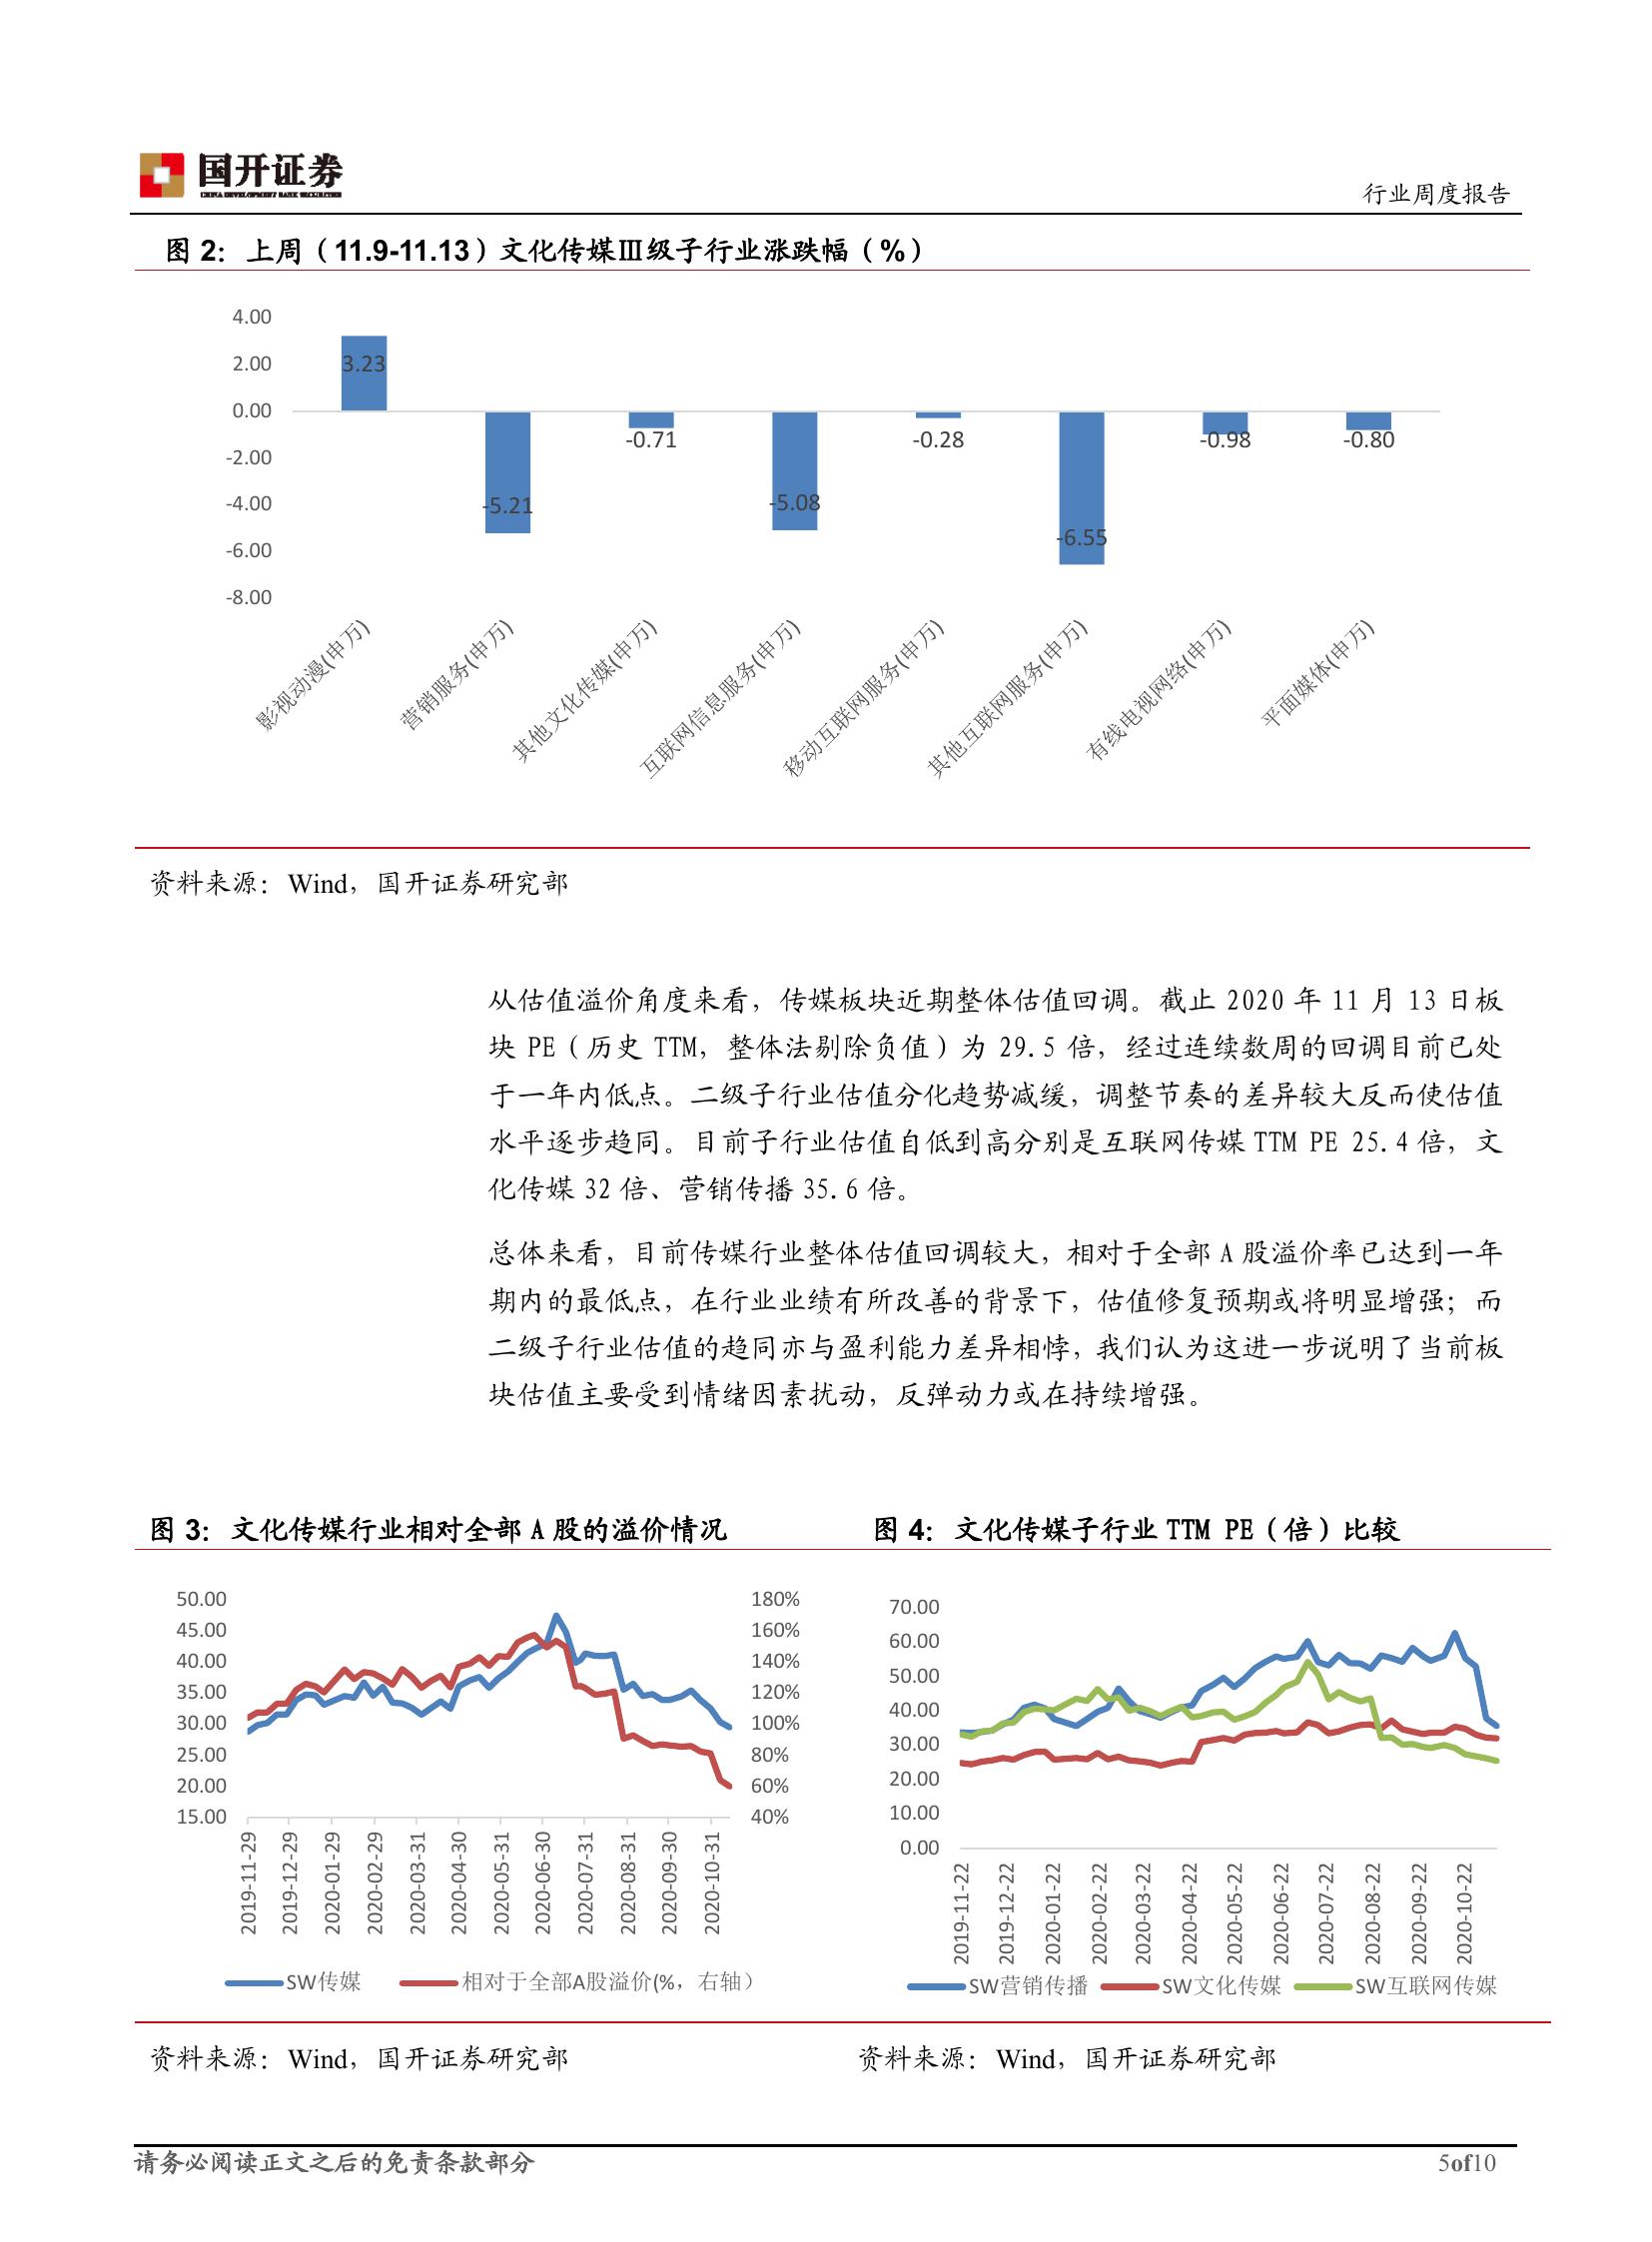 国开证券
CHINA DEVELOPMENT BANK SECURITIES
行业周度报告
图 2：上周（11.9-11.13）文化传媒Ⅲ级子行业涨跌幅（%）
4.00
2.00
0.00
-2.00
-4.00
-6.00
-8.00
3.23
-5.21
-0.71
-5.08
-0.28
-6.55
-0.98
-0.80
影视动漫(申万)
营销服务(申万)
其他文化传媒(申万)
互联网信息服务(申万)
移动互联网服务(申万)
其他互联网服务(申万)
有线电视网络(申万)
平面媒体(申万)
资料来源：Wind，国开证券研究部
从估值溢价角度来看，传媒板块近期整体估值回调。截止 2020 年 11 月 13 日板
块 PE（历史 TTM，整体法剔除负值）为 29.5 倍，经过连续数周的回调目前已处
于一年内低点。二级子行业估值分化趋势减缓，调整节奏的差异较大反而使估值
水平逐步趋同。目前子行业估值自低到高分别是互联网传媒 TTM PE 25.4 倍，文
化传媒 32 倍、营销传播 35.6 倍。
总体来看，目前传媒行业整体估值回调较大，相对于全部 A 股溢价率已达到一年
期内的最低点，在行业业绩有所改善的背景下，估值修复预期或将明显增强；而
二级子行业估值的趋同亦与盈利能力差异相悖，我们认为这进一步说明了当前板
块估值主要受到情绪因素扰动，反弹动力或在持续增强。
图 3：文化传媒行业相对全部 A 股的溢价情况
50.00
45.00
40.00
35.00
30.00
25.00
20.00
15.00
180%
160%
140%
120%
100%
80%
60%
40%
2019-11-29
2019-12-29
2020-01-29
2020-02-29
2020-03-31
2020-04-30
2020-05-31
2020-06-30
2020-07-31
2020-08-31
2020-09-30
2020-10-31
SW传媒
相对于全部A股溢价(%，右轴）
资料来源：Wind，国开证券研究部
图 4：文化传媒子行业 TTM PE（倍）比较
70.00
60.00
50.00
40.00
30.00
20.00
10.00
0.00
2019-11-22
2019-12-22
2020-01-22
2020-02-22
2020-03-22
2020-04-22
2020-05-22
2020-06-22
2020-07-22
2020-08-22
2020-09-22
2020-10-22
SW营销传播
SW文化传媒
SW互联网传媒
资料来源：Wind，国开证券研究部
请务必阅读正文之后的免责条款部分
5of10